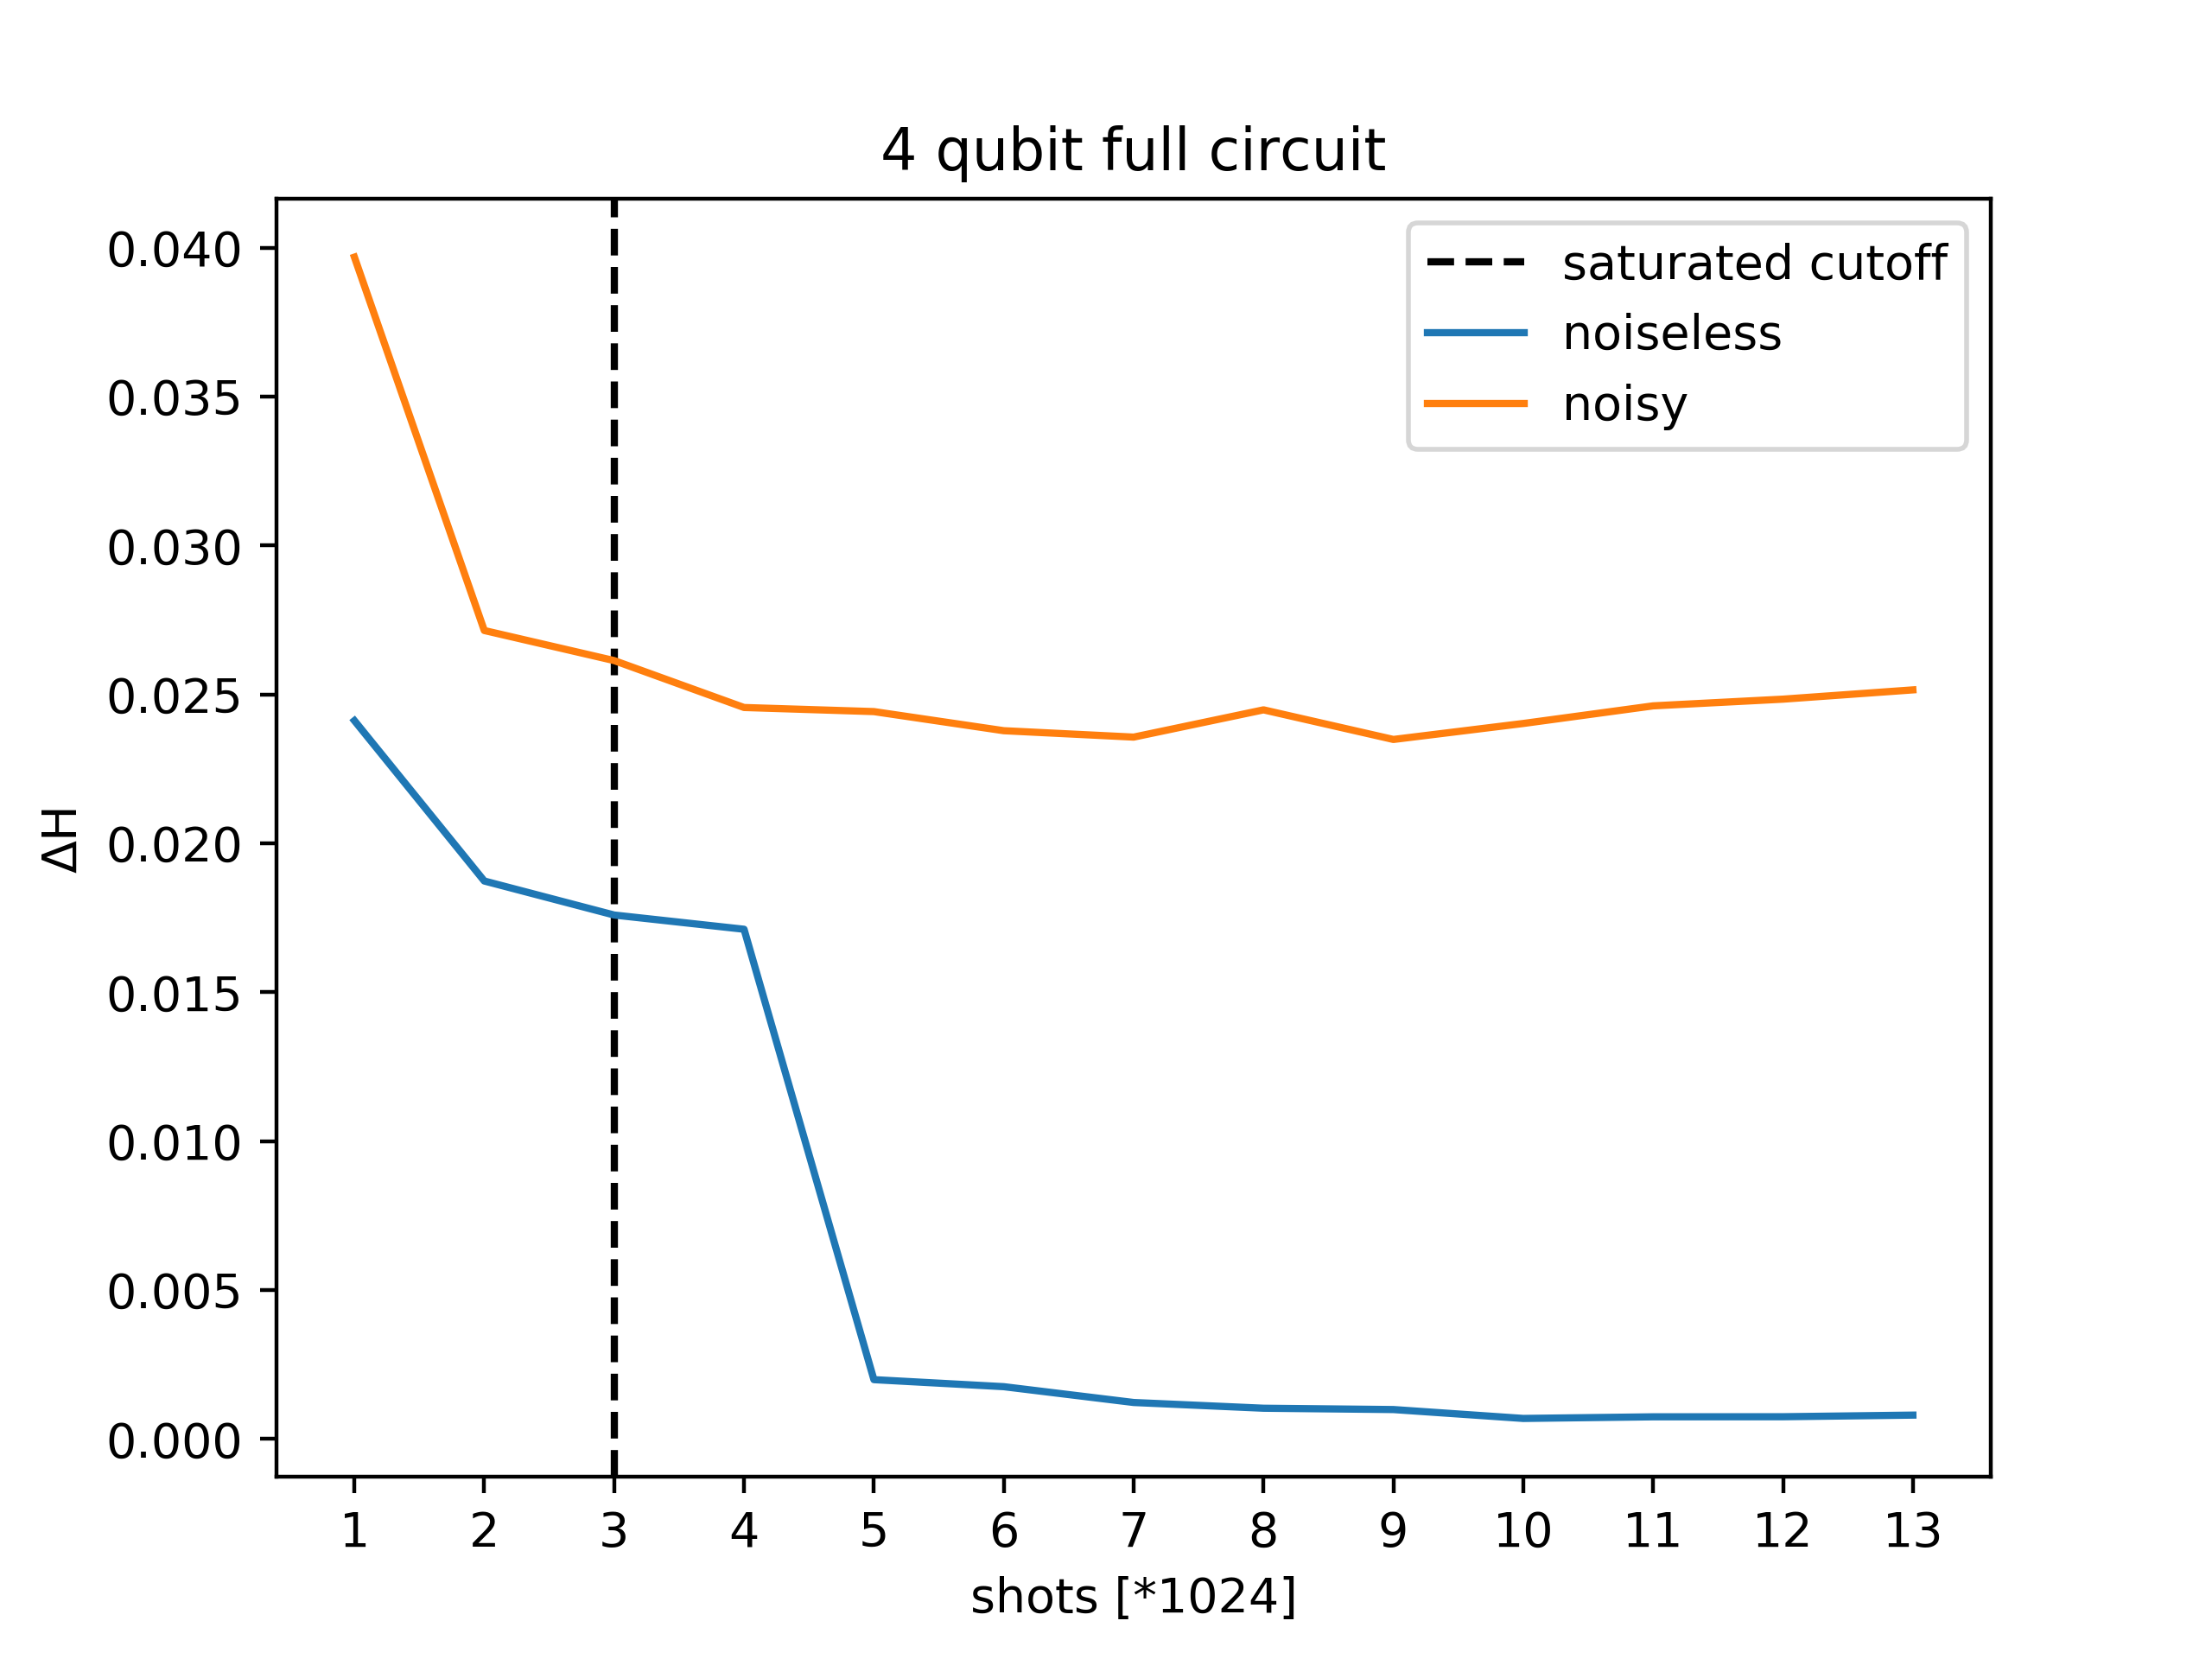 4 qubit full circuit
saturated cutoff
noiseless
noisy
0.040
0.035
0.030
0.025
0.020
0.015
0.010
0.005
0.000
ΔH
1 2 3 4 5 6 7 8 9 10 11 12 13
shots [*1024]